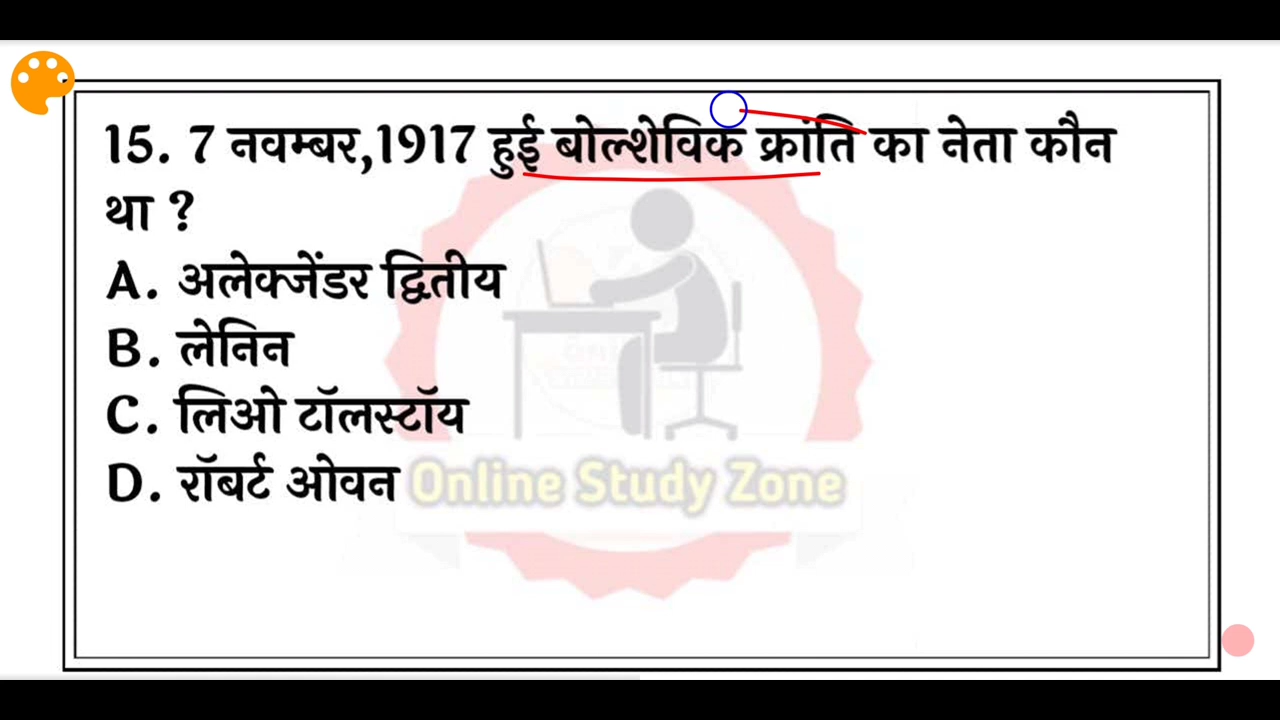 15. 7 नवम्बर,1917 हुई बोल्शेविक क्रांति का नेता कौन
था ?
A. अलेक्जेंडर द्वितीय
B. लेनिन
C. लिओ टॉलस्टॉय
D. रॉबर्ट ओवन
Online Study Zone